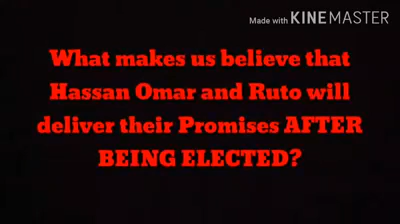 Made with KINEMASTER
What makes us believe that
Hassan Omar and Ruto will
deliver their Promises AFTER
BEING ELECTED?